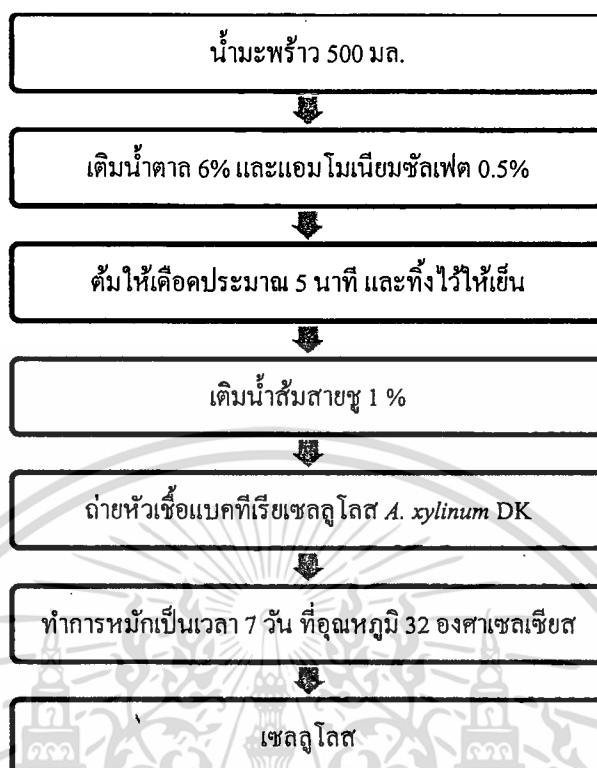 น้ำมะพร้าว 500 มล.
เติมน้ำตาล 6% และแอมโมเนียมซัลเฟต 0.5%
ต้มให้เดือดประมาณ 5 นาที และทิ้งไว้ให้เย็น
เติมน้ำส้มสายชู 1 %
ถ่ายหัวเชื้อแบคทีเรียเซลลูโลส A. xylinum DK
ทำการหมักเป็นเวลา 7 วัน ที่อุณหภูมิ 32 องศาเซลเซียส
เซลลูโลส